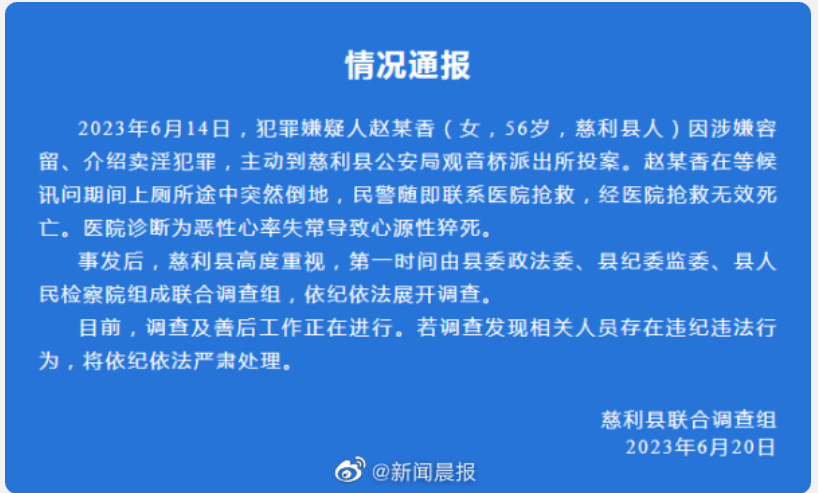 情况通报
2023年6月14日，犯罪嫌疑人赵某香（女，56岁，慈利县人）因涉嫌容
留、介绍卖淫犯罪，主动到慈利县公安局观音桥派出所投案。赵某香在等候
讯问期间上厕所途中突然倒地，民警随即联系医院抢救，经医院抢救无效死
亡。医院诊断为恶性心率失常导致心源性猝死。
事发后，慈利县高度重视，第一时间由县委政法委、县纪委监委、县人
民检察院组成联合调查组，依纪依法展开调查。
目前，调查及善后工作正在进行。若调查发现相关人员存在违纪违法行
为，将依纪依法严肃处理。
慈利县联合调查组
2023年6月20日
@新闻晨报